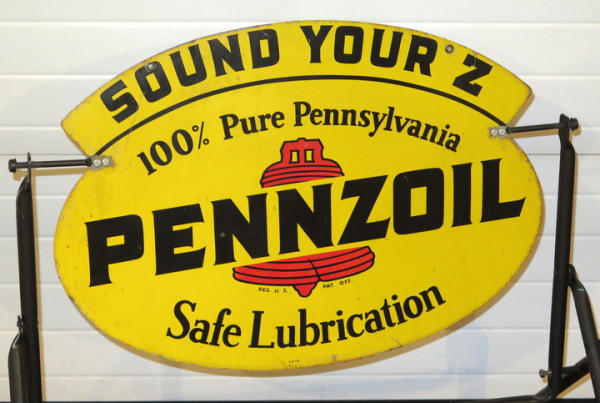 SOUND YOUR Z
100% Pure Pennsylvania
PENNZOIL
REG. U.S. PAT. OFF.
Safe Lubrication